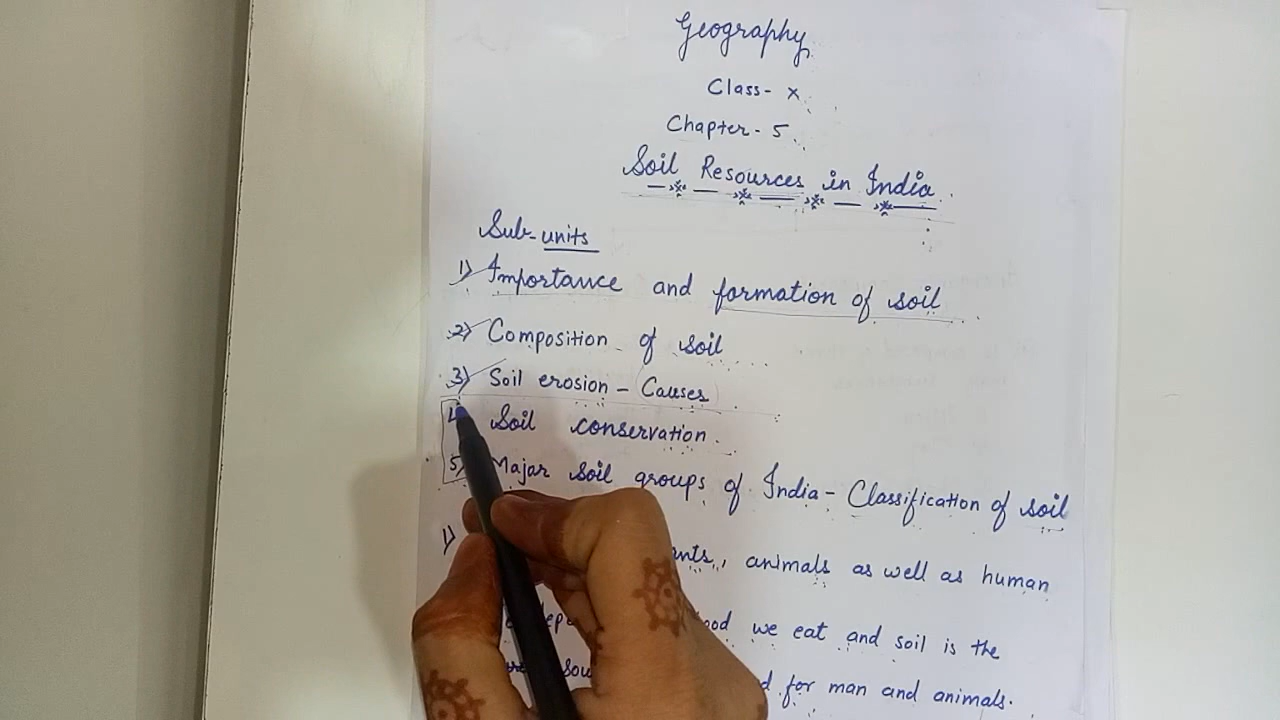 Geography
Class- X
Chapter- 5
Soil Resources in India.
Sub-units
1) Importance and formation of soil
2) Composition of soil
3) Soil erosion - Causes
4 Soil conservation.
5) Major soil groups of India - Classification of soil
1) animals as well as human
we eat and soil is the
for man and animals.